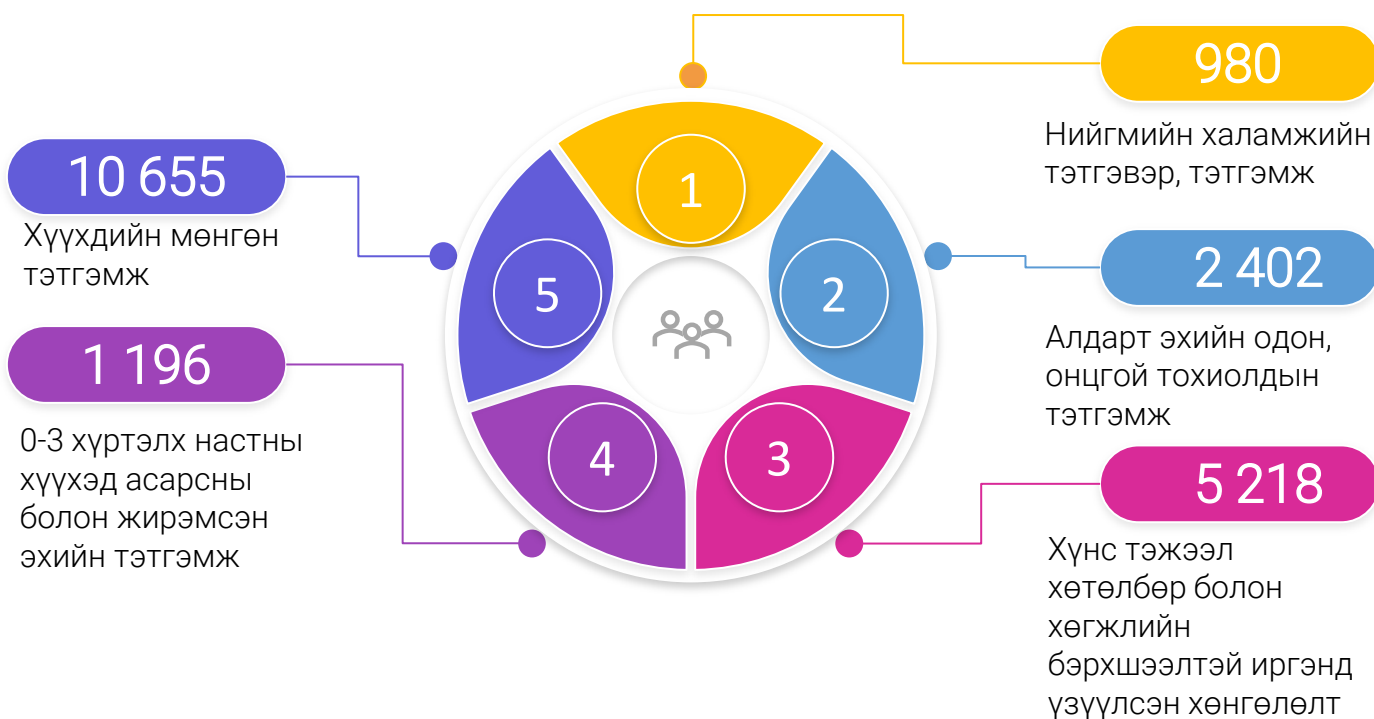 980
Нийгмийн халамжийн
тэтгэвэр, тэтгэмж
2 402
Алдарт эхийн одон,
онцгой тохиолдын
тэтгэмж
5 218
Хүнс тэжээл
хөтөлбөр болон
хөгжлийн
бэрхшээлтэй иргэнд
үзүүлсэн хөнгөлөлт
10 655
Хүүхдийн мөнгөн
тэтгэмж
1 196
0-3 хүртэлх настны
хүүхэд асарсны
болон жирэмсэн
эхийн тэтгэмж
1
2
3
4
5